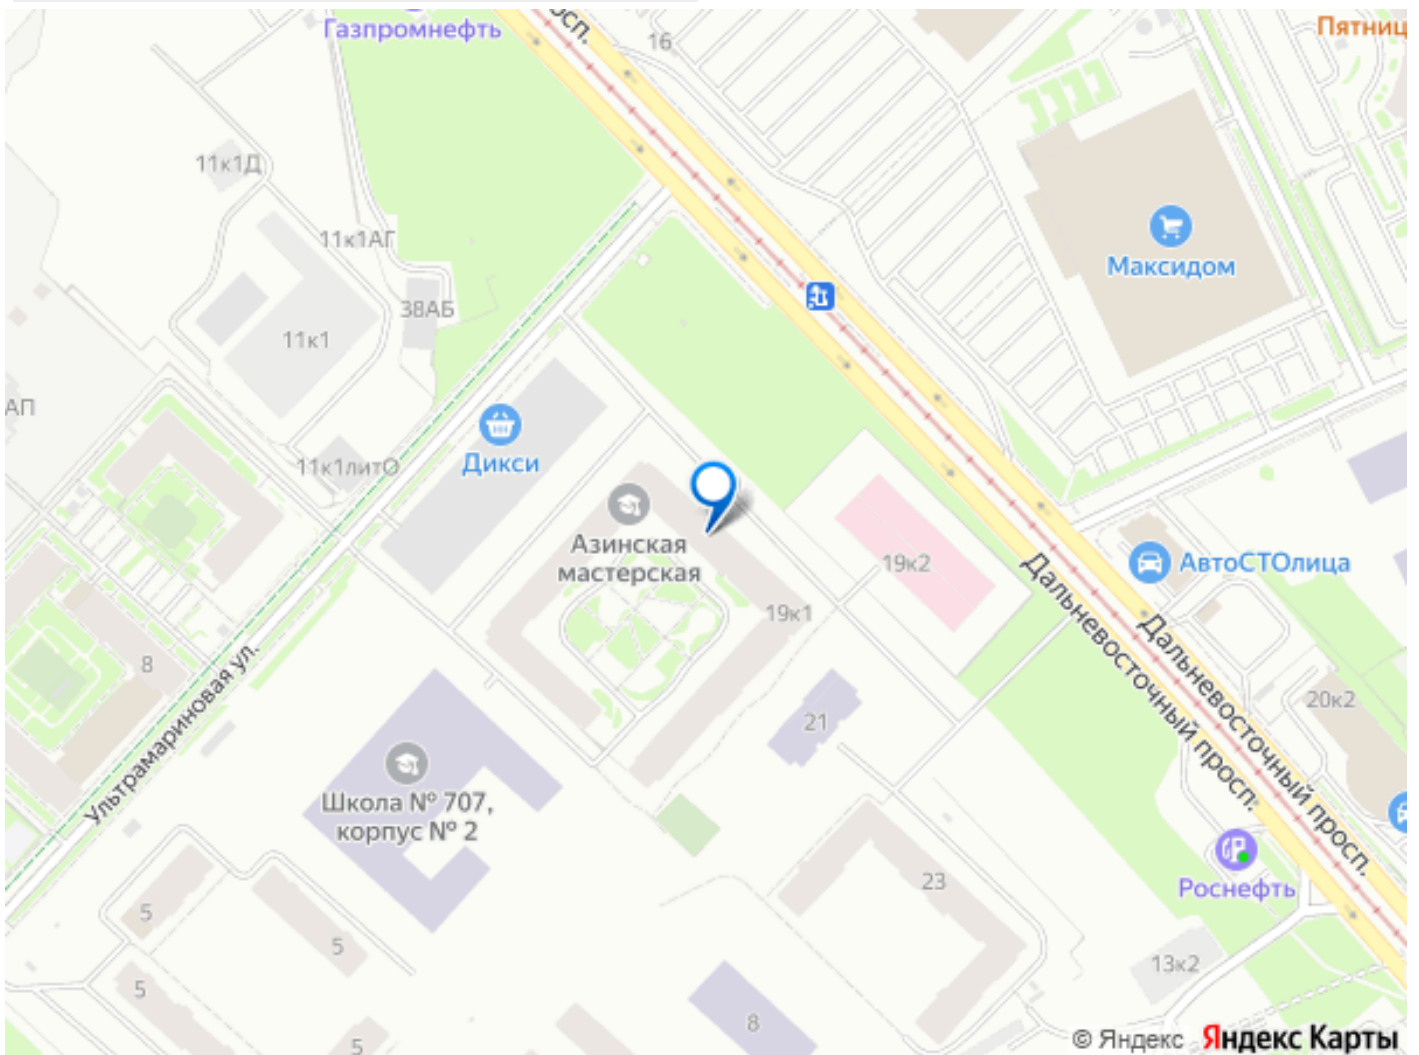 Газпромнефть
осп.
16
Пятниц
11к1Д
11к1АГ
38АБ
11к1
Максидом
АП
11к1литО
Дикси
Азинская
мастерская
19к2
19к1
АвтоСТОлица
Дальневосточный просп.
Дальневосточный просп.
8
Ультрамариновая ул.
21
20к2
Школа № 707,
корпус № 2
Роснефть
23
5
5
5
5
13к2
8
© Яндекс Яндекс Карты